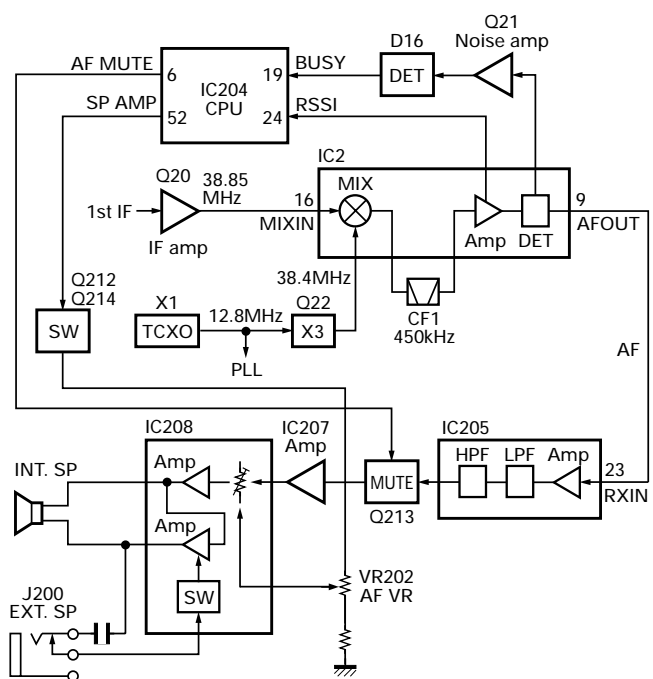 D16
Q21
Noise amp
AF MUTE
6
IC204
CPU
19
BUSY
DET
SP AMP
52
24
RSSI
IC2
Q20
38.85
MHz
MIX
1st IF
16
MIXIN
9
AFOUT
IF amp
Amp
DET
38.4MHz
Q212
Q214
X1
12.8MHz
Q22
SW
TCXO
X3
CF1
450kHz
PLL
AF
IC208
IC207
Amp
IC205
INT. SP
Amp
HPF
LPF
Amp
23
RXIN
MUTE
Q213
Amp
SW
VR202
AF VR
J200
EXT. SP